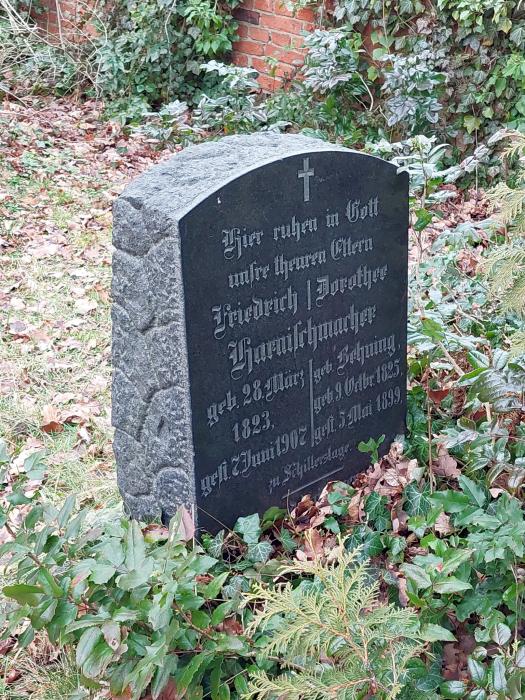 Hier ruhen in Gott
unsre theuren Eltern
Friedrich | Dorothee
Harnischmacher
geb. 28. März | geb. Behning,
1823, | geb. 9. Octbr. 1825.
gest. 7 Juni 1907 | gest. 5 Mai 1899.
zu Schillerslage.